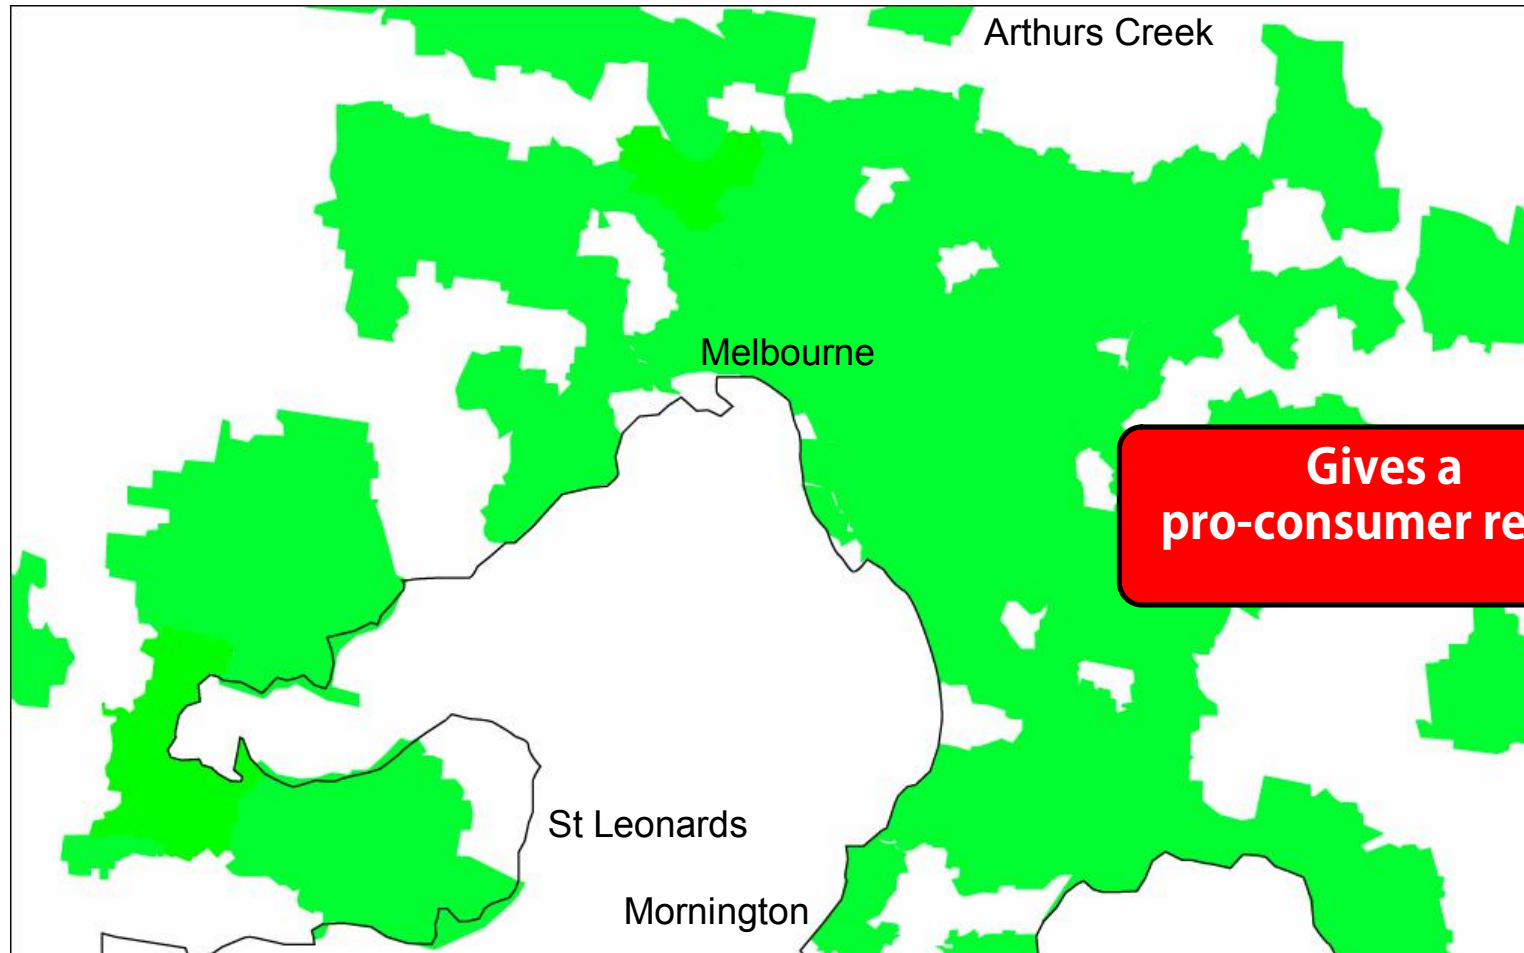 Arthurs Creek
Melbourne
Gives a
pro-consumer re
St Leonards
Mornington